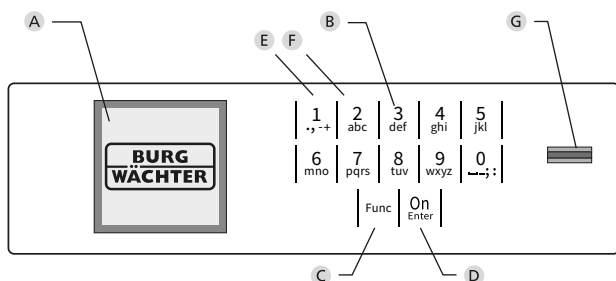 A
B
G
E F
1 2 3 4 5
.,-+ abc def ghi jkl
BURG
WÄCHTER
6 7 8 9 0
mno pqrs tuv wxyz ⎵–;:
Func On
Enter
C D